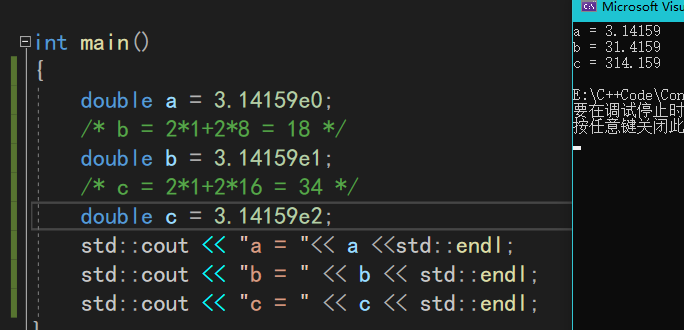 int main()
{
double a = 3.14159e0;
/* b = 2*1+2*8 = 18 */
double b = 3.14159e1;
/* c = 2*1+2*16 = 34 */
double c = 3.14159e2;
std::cout << "a = "<< a <<std::endl;
std::cout << "b = " << b << std::endl;
std::cout << "c = " << c << std::endl;
Microsoft Visu
a = 3.14159
b = 31.4159
c = 314.159
E:\C++Code\Con
要在调试停止时
按任意键关闭此